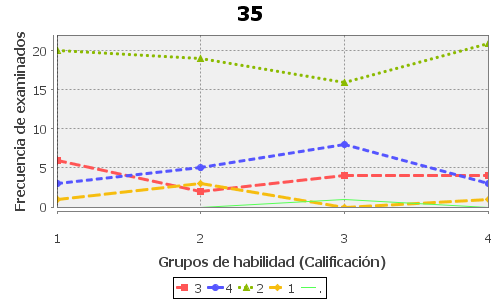 35
Frecuencia de examinados
20
15
10
5
0
1 2 3 4
Grupos de habilidad (Calificación)
3 4 2 1 .